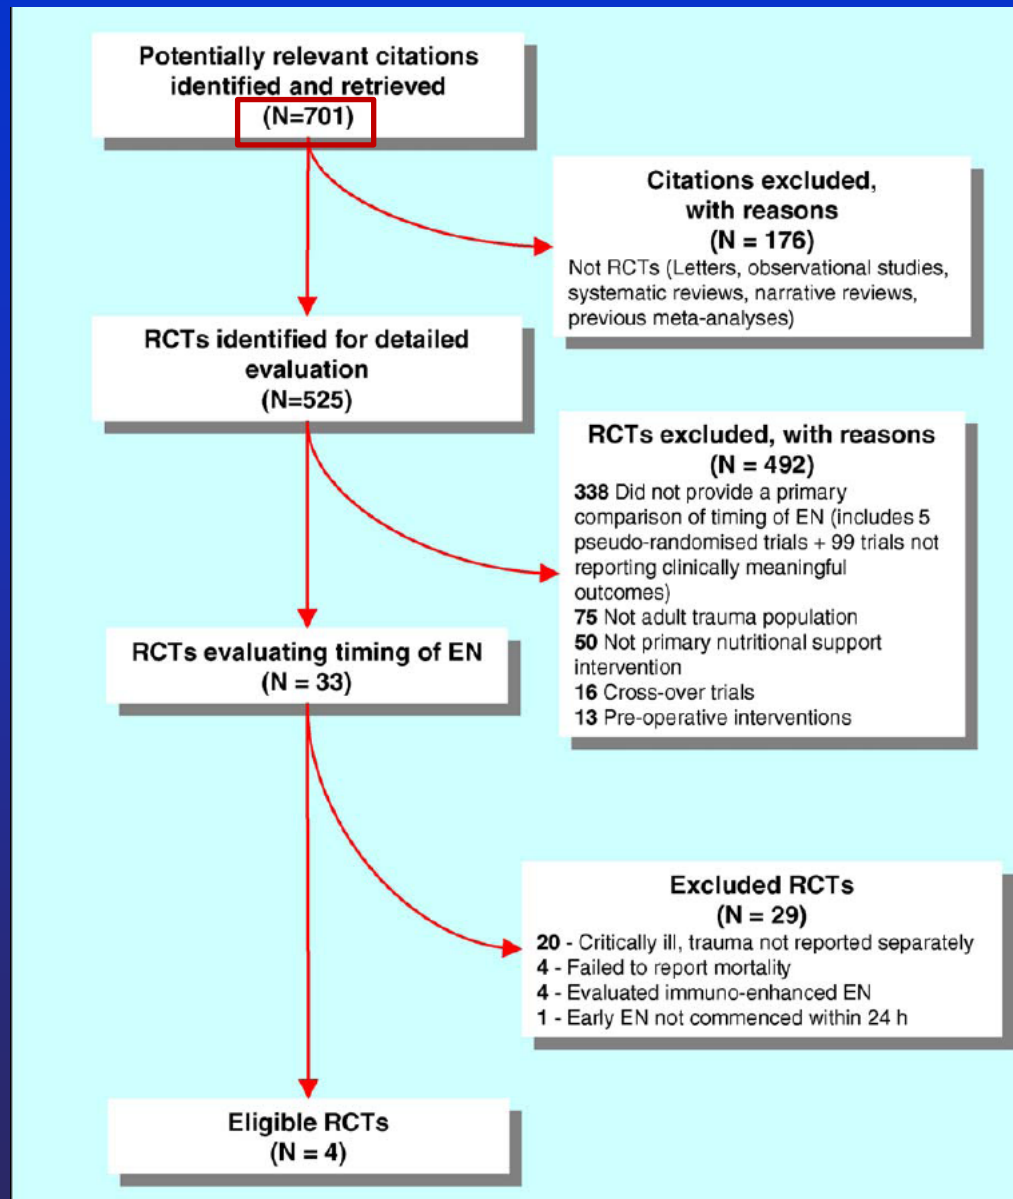 Potentially relevant citations
identified and retrieved
(N=701)
Citations excluded,
with reasons
(N = 176)
Not RCTs (Letters, observational studies,
systematic reviews, narrative reviews,
previous meta-analyses)
RCTs identified for detailed
evaluation
(N=525)
RCTs excluded, with reasons
(N = 492)
338 Did not provide a primary
comparison of timing of EN (includes 5
pseudo-randomised trials + 99 trials not
reporting clinically meaningful
outcomes)
75 Not adult trauma population
50 Not primary nutritional support
intervention
16 Cross-over trials
13 Pre-operative interventions
RCTs evaluating timing of EN
(N = 33)
Excluded RCTs
(N = 29)
20 - Critically ill, trauma not reported separately
4 - Failed to report mortality
4 - Evaluated immuno-enhanced EN
1 - Early EN not commenced within 24 h
Eligible RCTs
(N = 4)